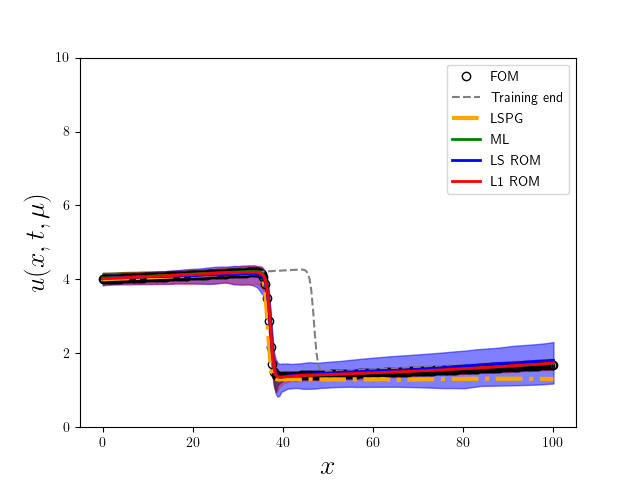 10
8
6
4
2
0
u(x, t, μ)
0 20 40 60 80 100
x
FOM
Training end
LSPG
ML
LS ROM
L1 ROM